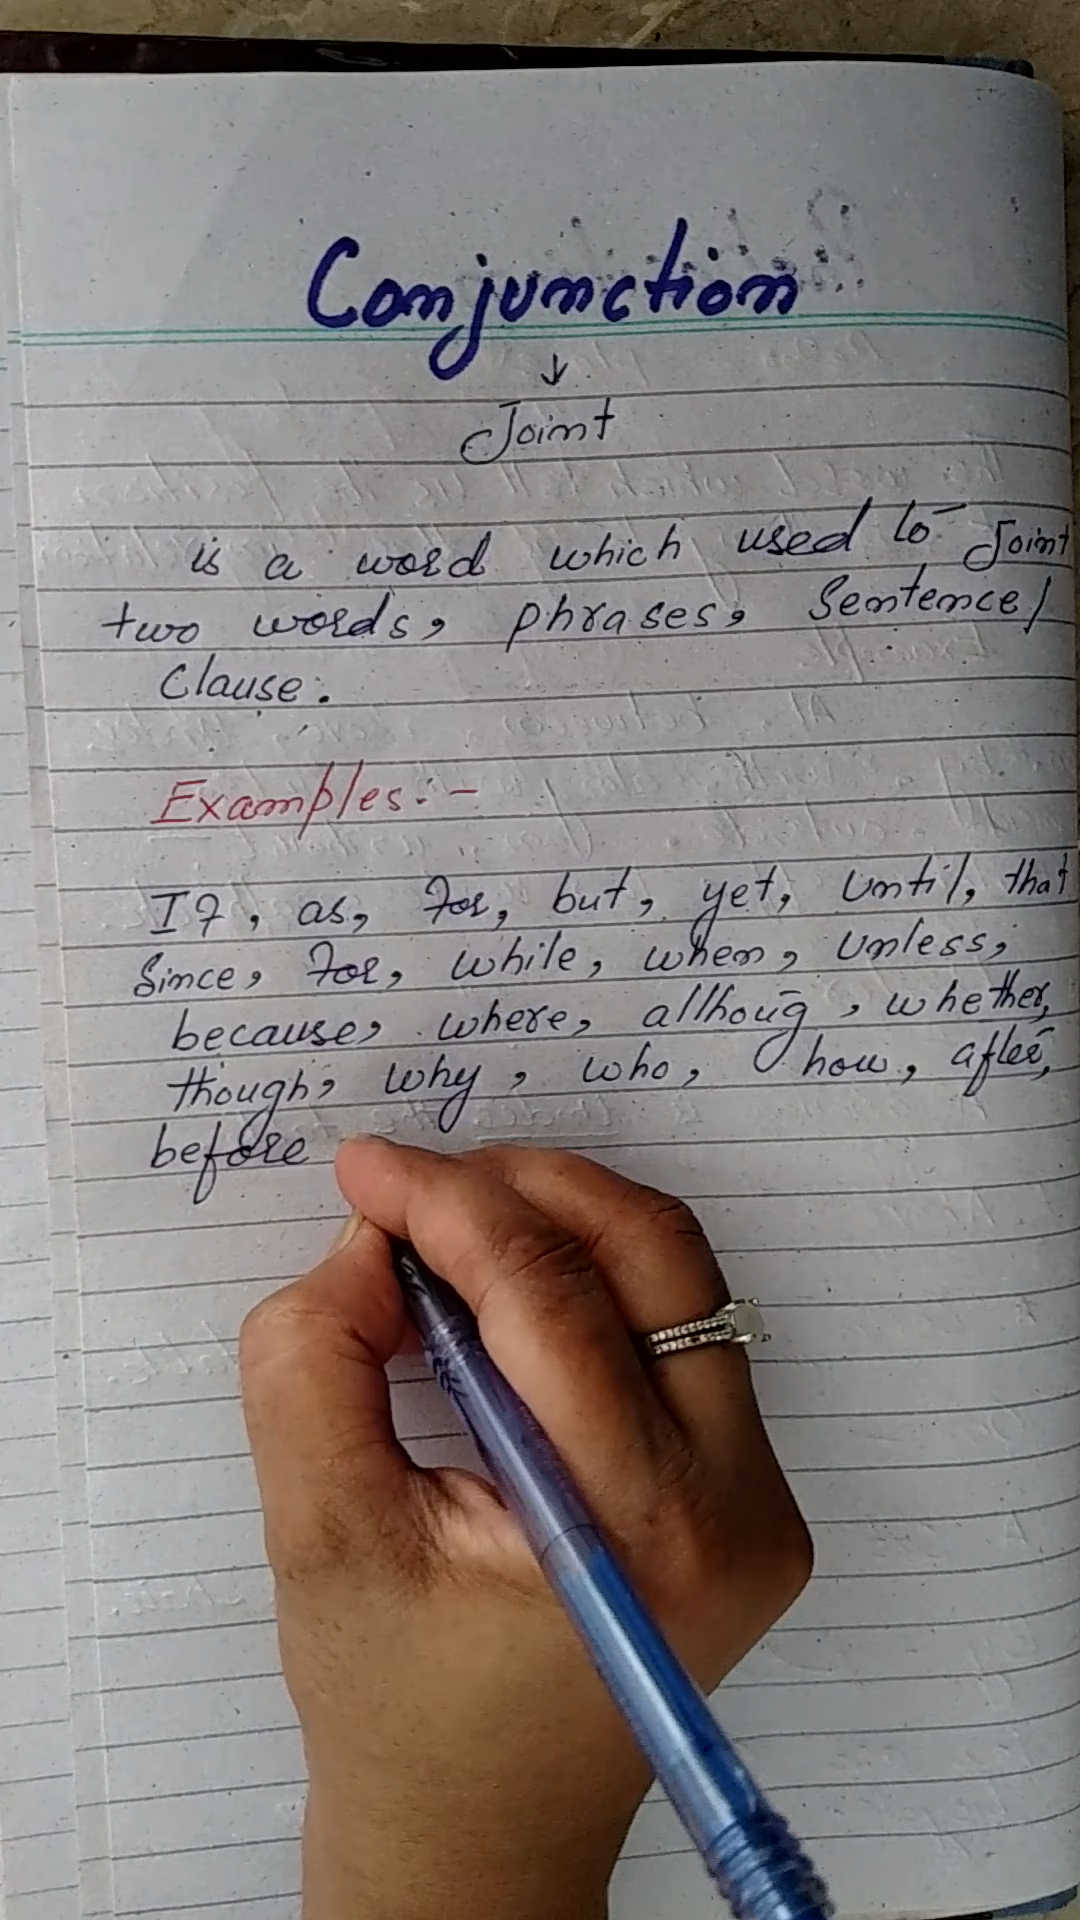 Conjunction
↓
Joint
is a word which used to Joint
two words, phrases, Sentence/
Clause.
Examples:-
If, as, For, but, yet, Until, that
Since, For, while, when, Unless,
because, where, althoug, whether,
though, why, who, how, after,
before